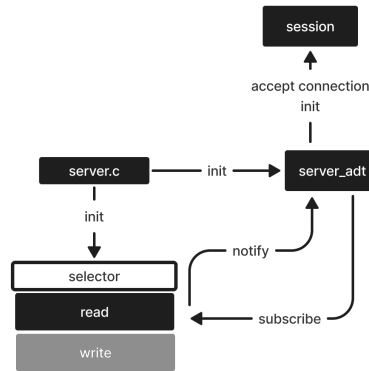 session
accept connection
init
server.c
init
server_adt
init
notify
selector
read
subscribe
write